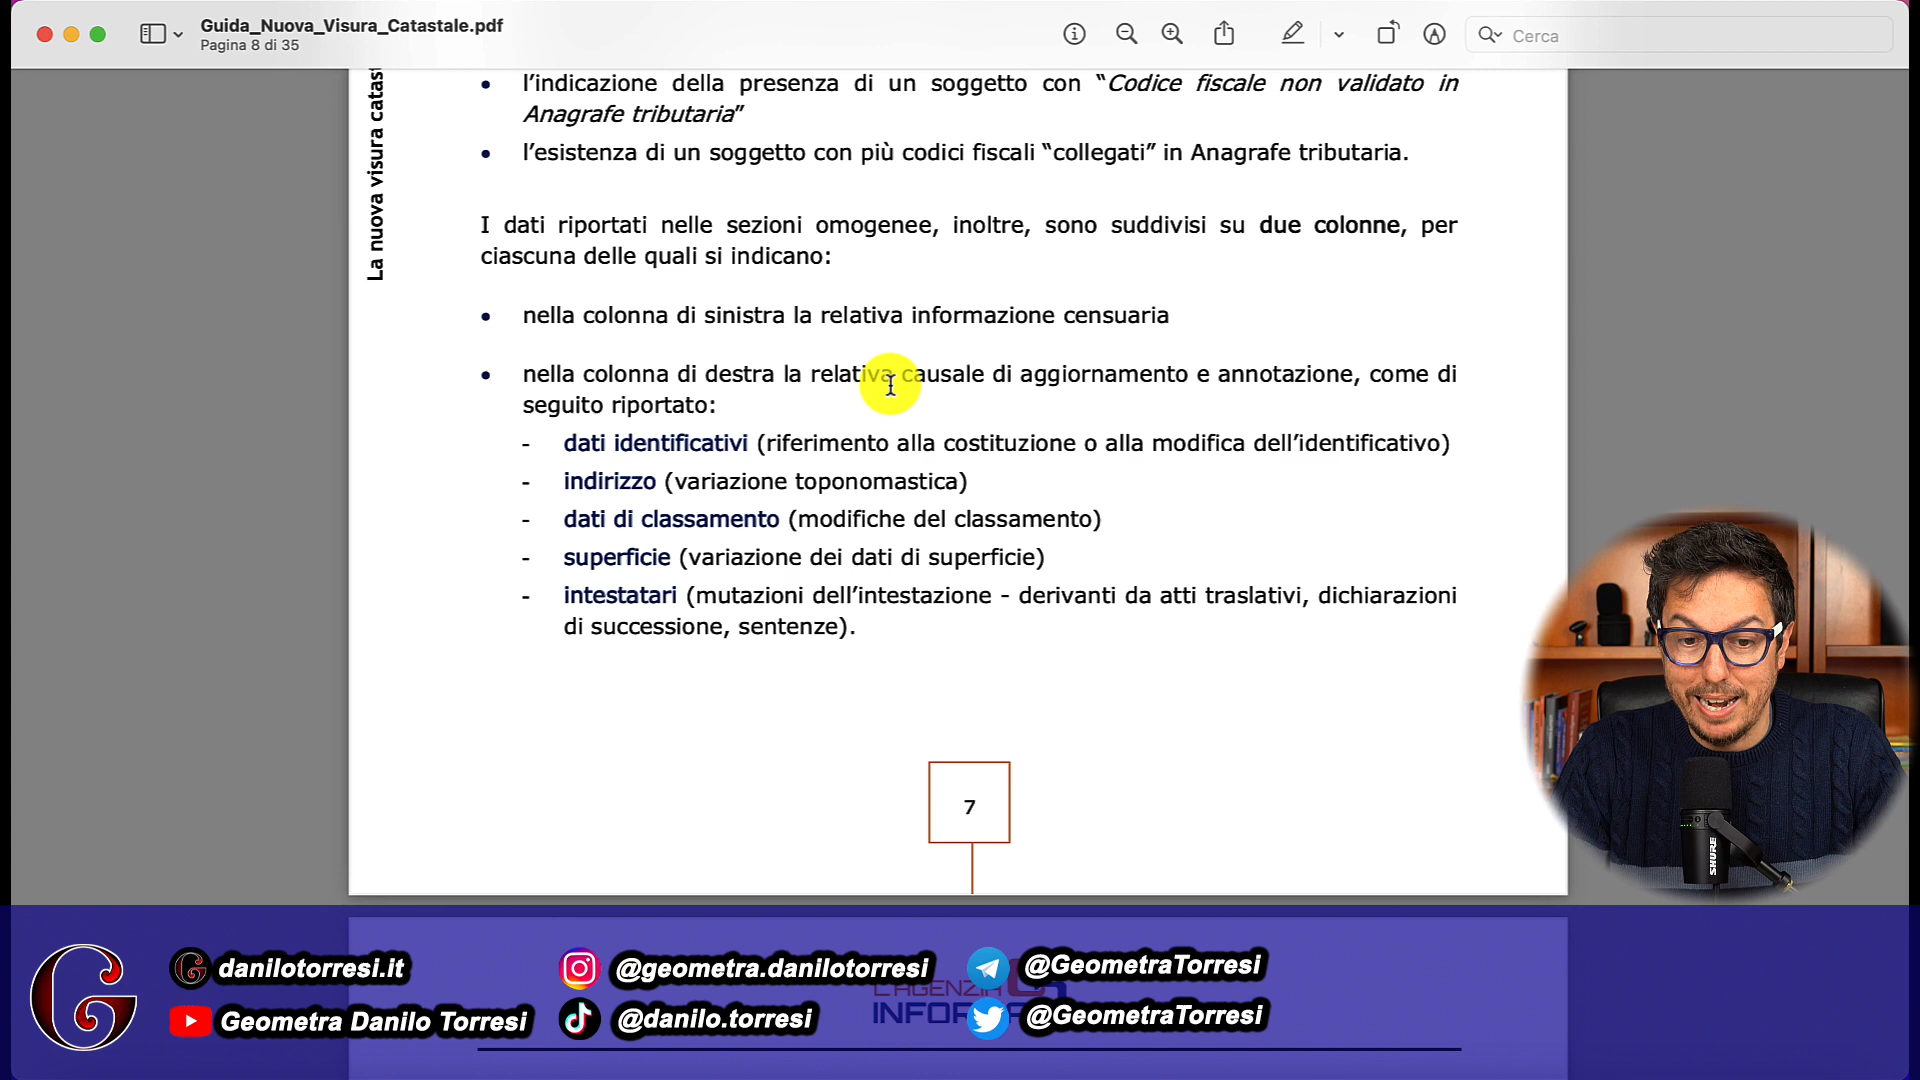 Guida_Nuova_Visura_Catastale.pdf
Pagina 8 di 35
Cerca
La nuova visura catas
• l’indicazione della presenza di un soggetto con “Codice fiscale non validato in
Anagrafe tributaria”
• l’esistenza di un soggetto con più codici fiscali “collegati” in Anagrafe tributaria.
I dati riportati nelle sezioni omogenee, inoltre, sono suddivisi su due colonne, per
ciascuna delle quali si indicano:
• nella colonna di sinistra la relativa informazione censuaria
• nella colonna di destra la relativa causale di aggiornamento e annotazione, come di
seguito riportato:
- dati identificativi (riferimento alla costituzione o alla modifica dell’identificativo)
- indirizzo (variazione toponomastica)
- dati di classamento (modifiche del classamento)
- superficie (variazione dei dati di superficie)
- intestatari (mutazioni dell’intestazione - derivanti da atti traslativi, dichiarazioni
di successione, sentenze).
7
SHURE
G
danilotorresi.it
@geometra.danilotorresi
@GeometraTorresi
L'AGENZIA
Geometra Danilo Torresi
@danilo.torresi
@GeometraTorresi